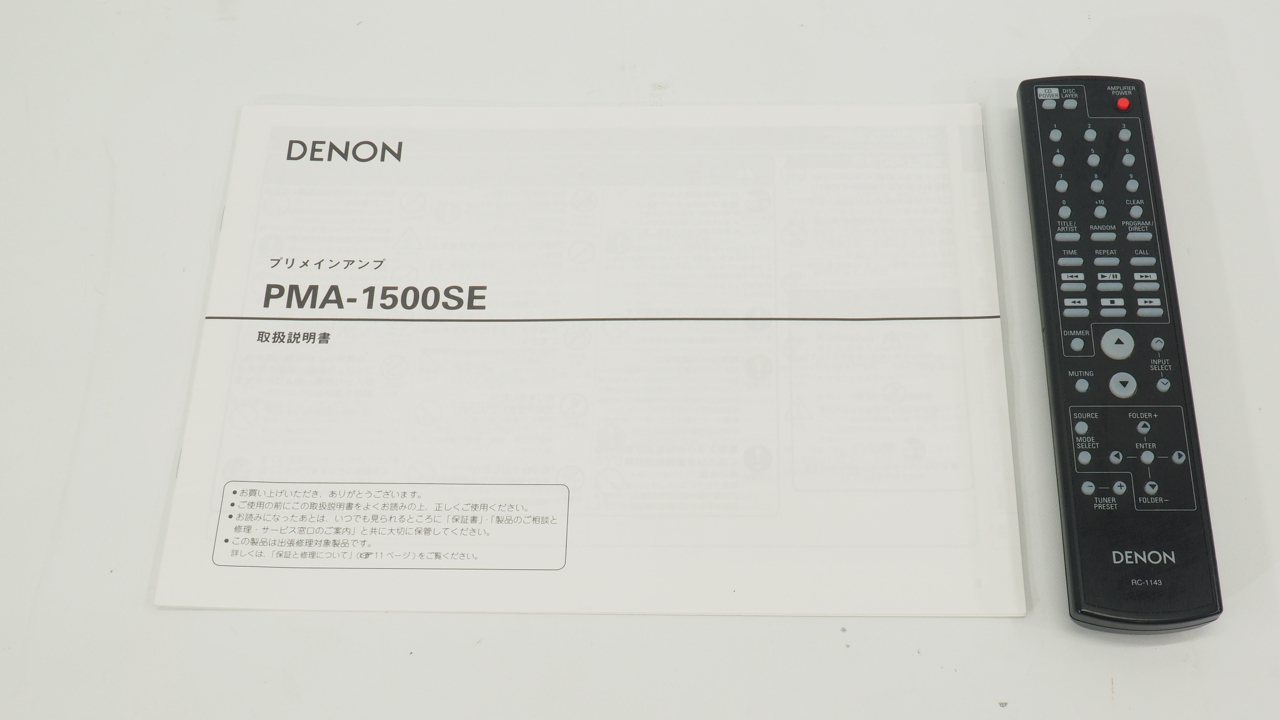 DENON
プリメインアンプ
PMA-1500SE
取扱説明書
●お買い上げいただき、ありがとうございます。
●ご使用の前にこの取扱説明書をよくお読みの上、正しくご使用ください。
●お読みになったあとは、いつでも見られるところに「保証書」・「製品のご相談と
修理・サービス窓口のご案内」と共に大切に保管してください。
●この製品は出張修理対象製品です。
詳しくは、「保証と修理について」(☞11 ページ)をご覧ください。
CD POWER
DISC LAYER
AMPLIFIER POWER
1 2 3
4 5 6
7 8 9
0 +10 CLEAR
TITLE/ARTIST RANDOM PROGRAM/DIRECT
TIME REPEAT CALL
DIMMER
INPUT SELECT
MUTING
SOURCE FOLDER+
MODE SELECT ENTER
TUNER PRESET FOLDER-
DENON
RC-1143